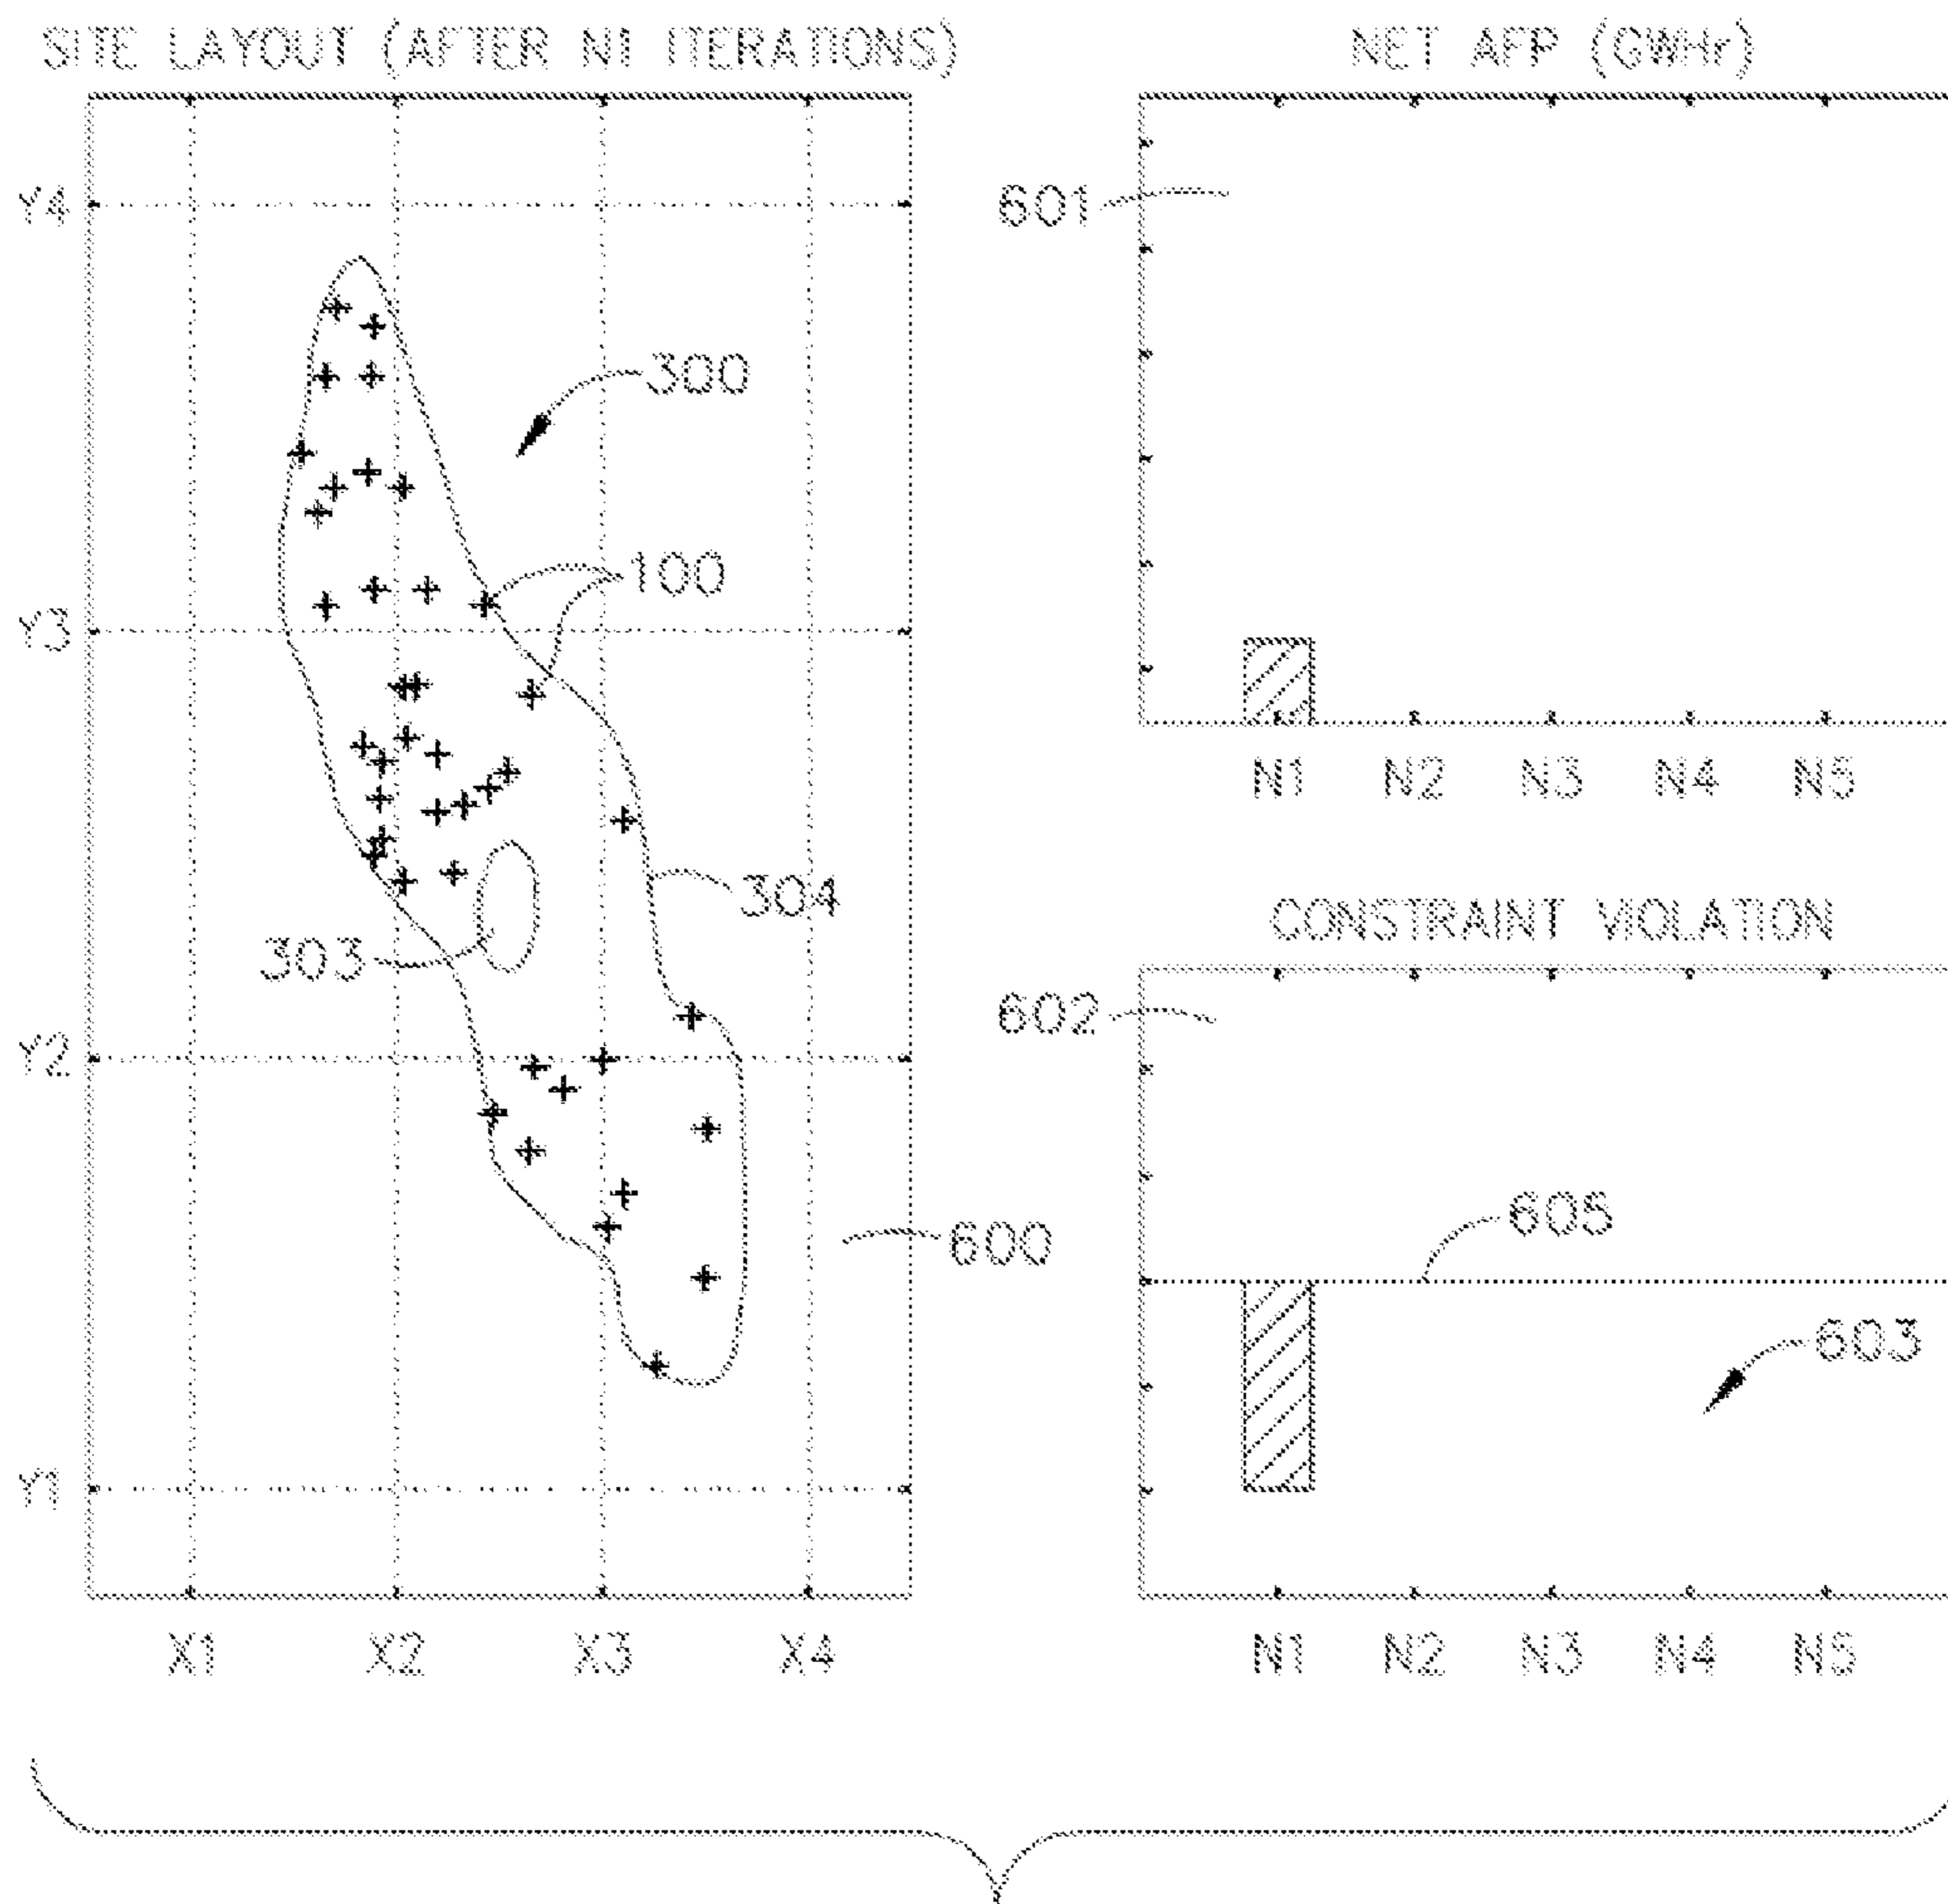 SITE LAYOUT (AFTER N1 ITERATIONS)
Y4
Y3
Y2
Y1
X1 X2 X3 X4
300
100
304
303
600
NET AFP (GWHr)
601
N1 N2 N3 N4 N5
CONSTRAINT VIOLATION
602
605
603
N1 N2 N3 N4 N5